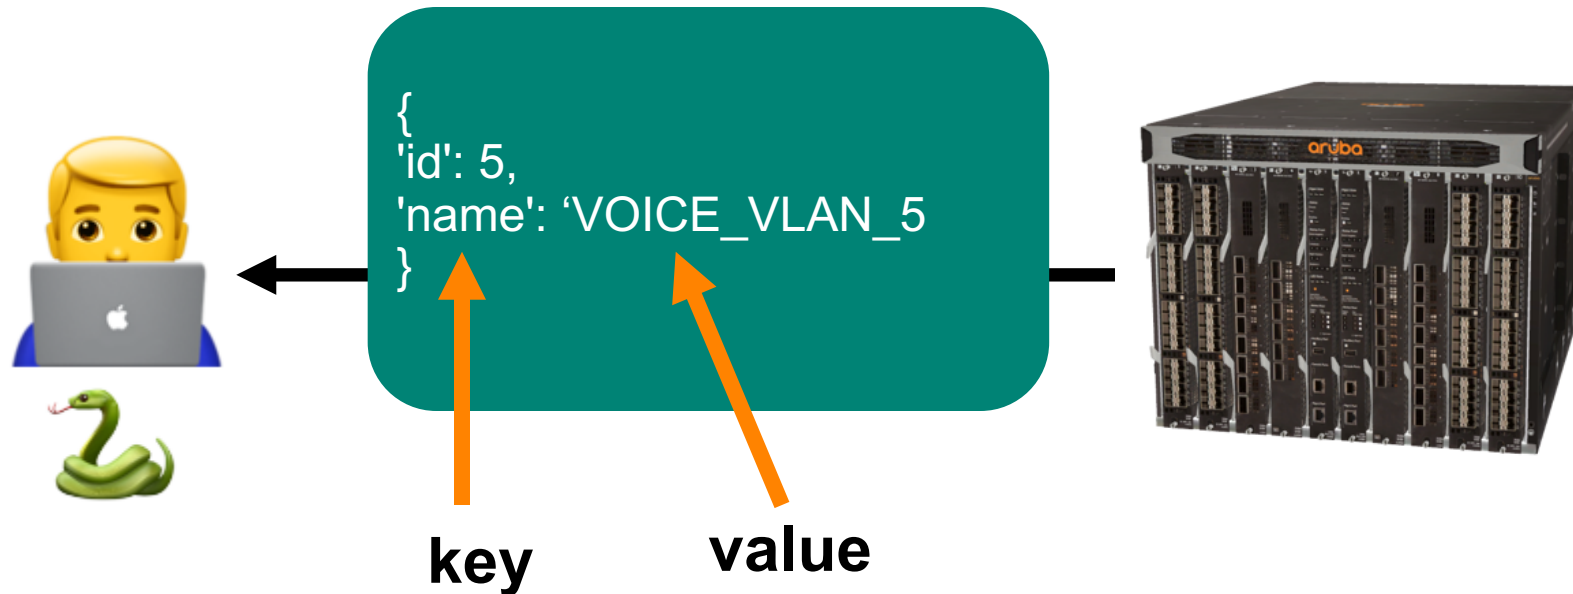 {
'id': 5,
'name': ‘VOICE_VLAN_5
}
aruba
key
value